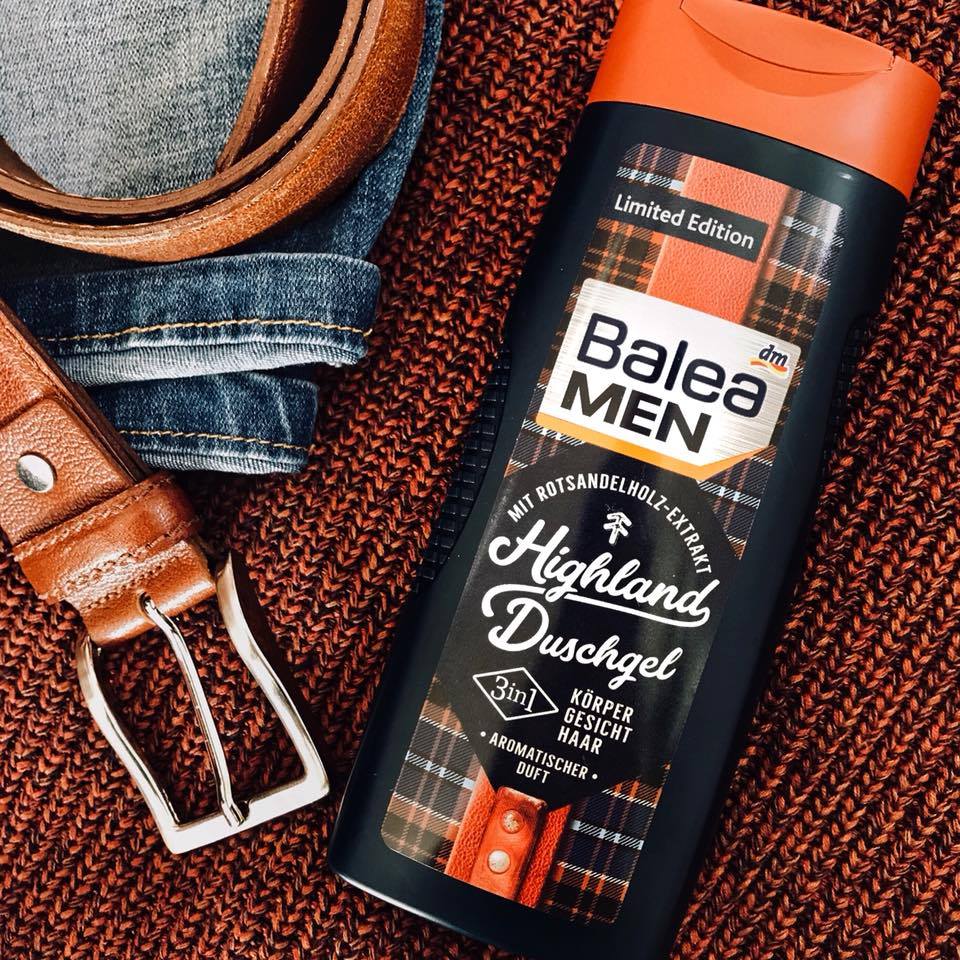 Limited Edition
Balea
dm
MEN
MIT ROTSANDELHOLZ-EXTRAKT
Highland
Duschgel
3in1
KÖRPER
GESICHT
HAAR
• AROMATISCHER •
DUFT